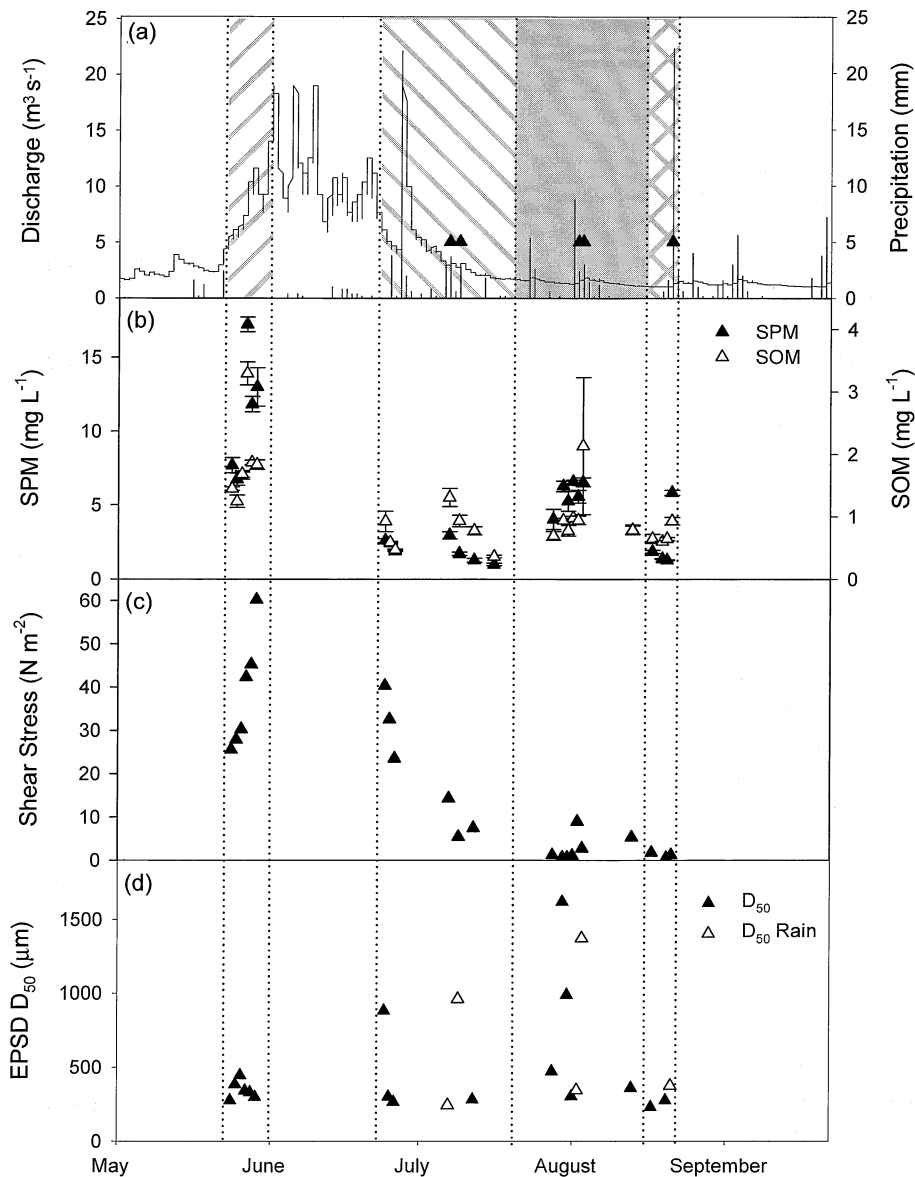 (a)
25
20
15
10
5
0
Discharge (m³ s⁻¹)
25
20
15
10
5
0
Precipitation (mm)
(b)
15
10
5
0
SPM (mg L⁻¹)
SPM
SOM
4
3
2
1
0
SOM (mg L⁻¹)
(c)
60
50
40
30
20
10
0
Shear Stress (N m⁻²)
(d)
1500
1000
500
0
EPSD D₅₀ (μm)
D₅₀
D₅₀ Rain
May June July August September